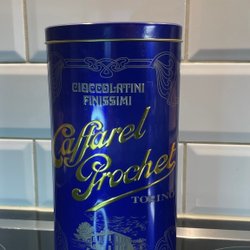 CIOCCOLATINI
FINISSIMI
Caffarel
Prochet
TORINO